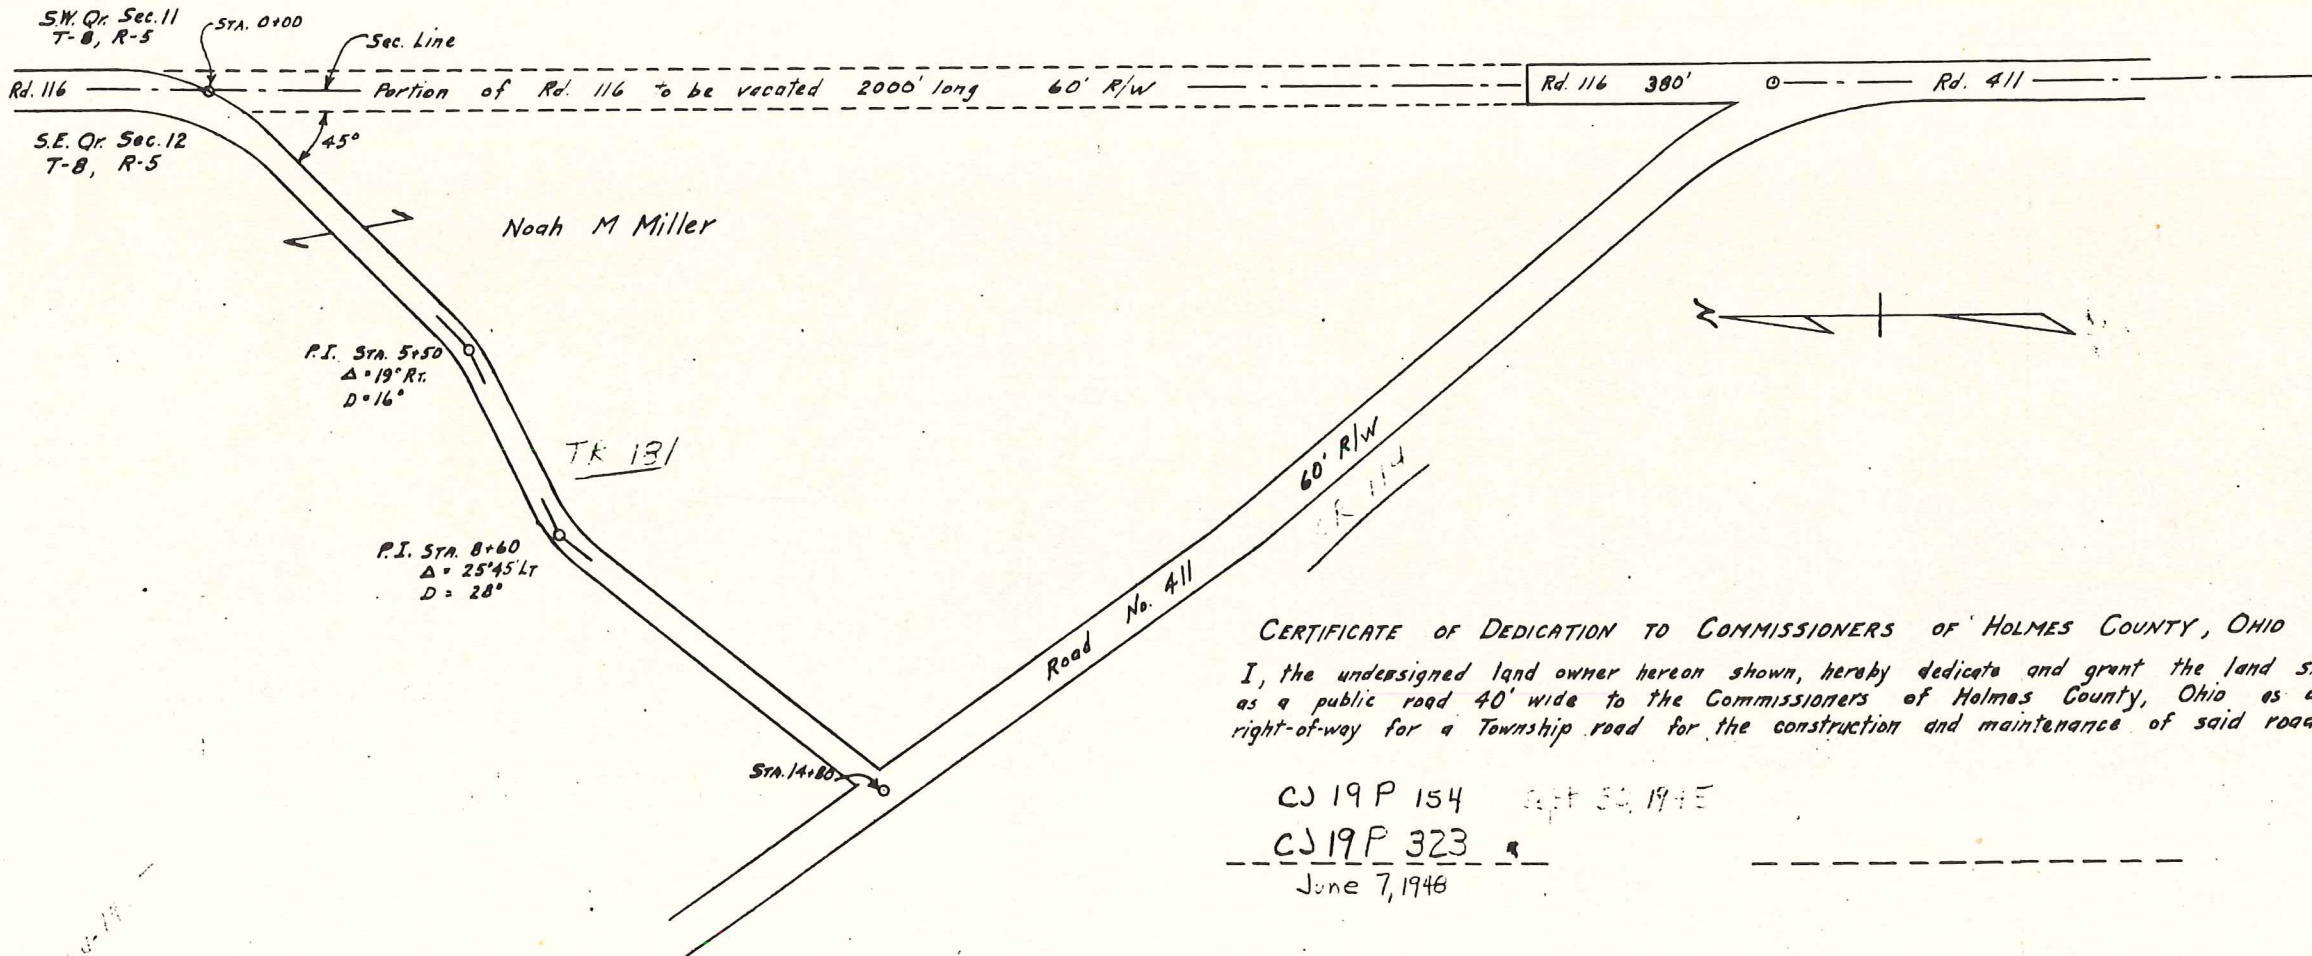 S.W. Qr. Sec. 11
T-8, R-5
STA. 0+00
Sec. Line
Rd. 116
Portion of Rd. 116 to be vacated 2000' long 60' R/W
Rd. 116 380'
Rd. 411
S.E. Qr. Sec. 12
T-8, R-5
45°
Noah M Miller
P.I. STA. 5+50
Δ = 19° RT.
D = 16°
TR 131
60' R/W
P.I. STA. 8+60
Δ = 25°45' LT
D = 28°
Road No. 411
STA. 14+80
CERTIFICATE OF DEDICATION TO COMMISSIONERS OF HOLMES COUNTY, OHIO
I, the undersigned land owner hereon shown, hereby dedicate and grant the land
as a public road 40' wide to the Commissioners of Holmes County, Ohio as
right-of-way for a Township road for the construction and maintenance of said road
CJ 19 P 154
CJ 19 P 323
June 7, 1948